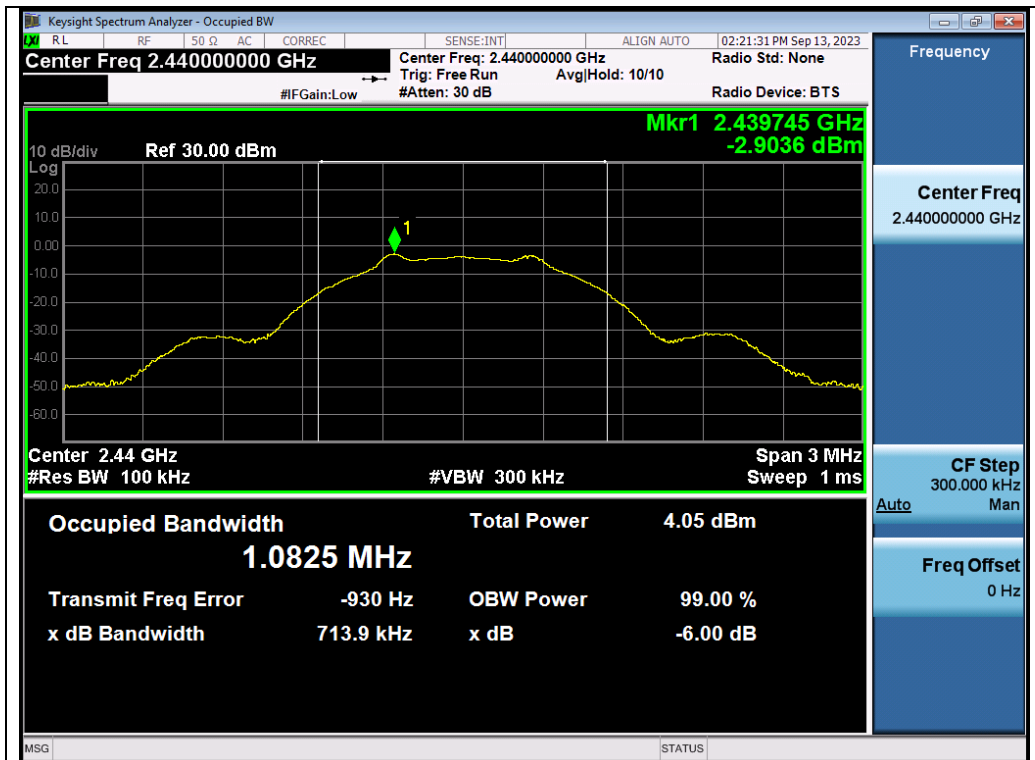 Keysight Spectrum Analyzer - Occupied BW
LXI RL RF 50 Ω AC CORREC SENSE:INT ALIGN AUTO 02:21:31 PM Sep 13, 2023
Center Freq 2.440000000 GHz
Center Freq: 2.440000000 GHz Radio Std: None
Trig: Free Run Avg|Hold: 10/10
#IFGain:Low #Atten: 30 dB Radio Device: BTS
Mkr1 2.439745 GHz
-2.9036 dBm
10 dB/div Ref 30.00 dBm
Log
20.0
10.0
0.00
-10.0
-20.0
-30.0
-40.0
-50.0
-60.0
1
Center 2.44 GHz Span 3 MHz
#Res BW 100 kHz #VBW 300 kHz Sweep 1 ms
Occupied Bandwidth Total Power 4.05 dBm
1.0825 MHz
Transmit Freq Error -930 Hz OBW Power 99.00 %
x dB Bandwidth 713.9 kHz x dB -6.00 dB
Frequency
Center Freq
2.440000000 GHz
CF Step
300.000 kHz
Auto Man
Freq Offset
0 Hz
MSG STATUS